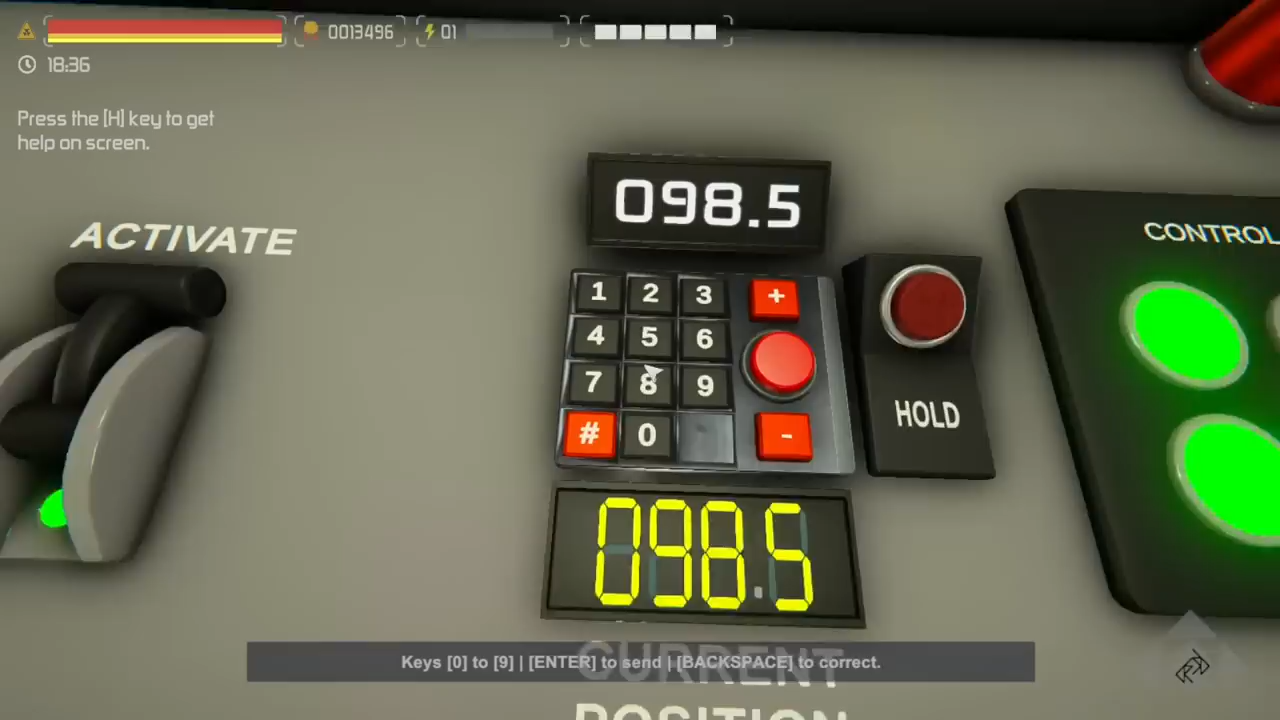 0013496
01
18:36
Press the [H] key to get
help on screen.
098.5
ACTIVATE
CONTROL
1 2 3 +
4 5 6
7 8 9
# 0 -
HOLD
098.5
Keys [0] to [9] | [ENTER] to send | [BACKSPACE] to correct.
CURRENT
POSITION